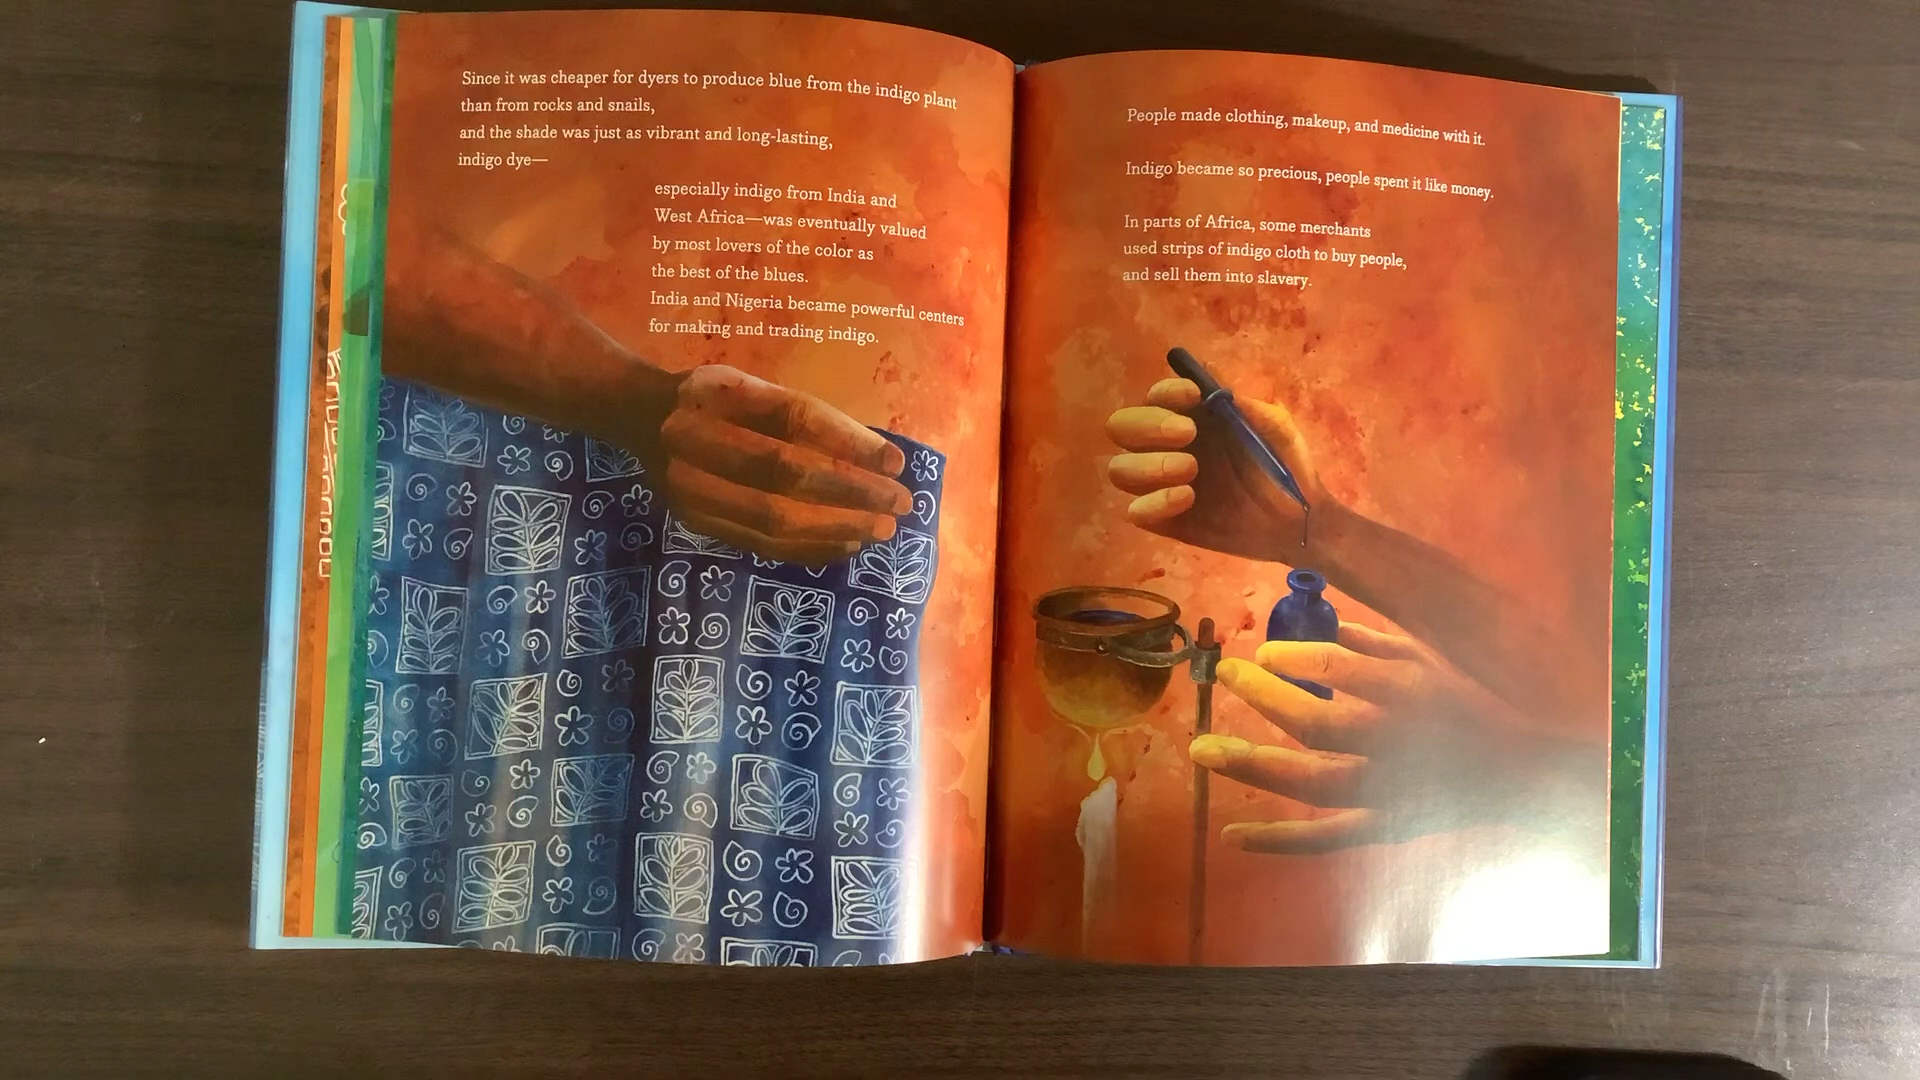 Since it was cheaper for dyers to produce blue from the indigo plant
than from rocks and snails,
and the shade was just as vibrant and long-lasting,
indigo dye—
especially indigo from India and
West Africa—was eventually valued
by most lovers of the color as
the best of the blues.
India and Nigeria became powerful centers
for making and trading indigo.
People made clothing, makeup, and medicine with it.
Indigo became so precious, people spent it like money.
In parts of Africa, some merchants
used strips of indigo cloth to buy people,
and sell them into slavery.